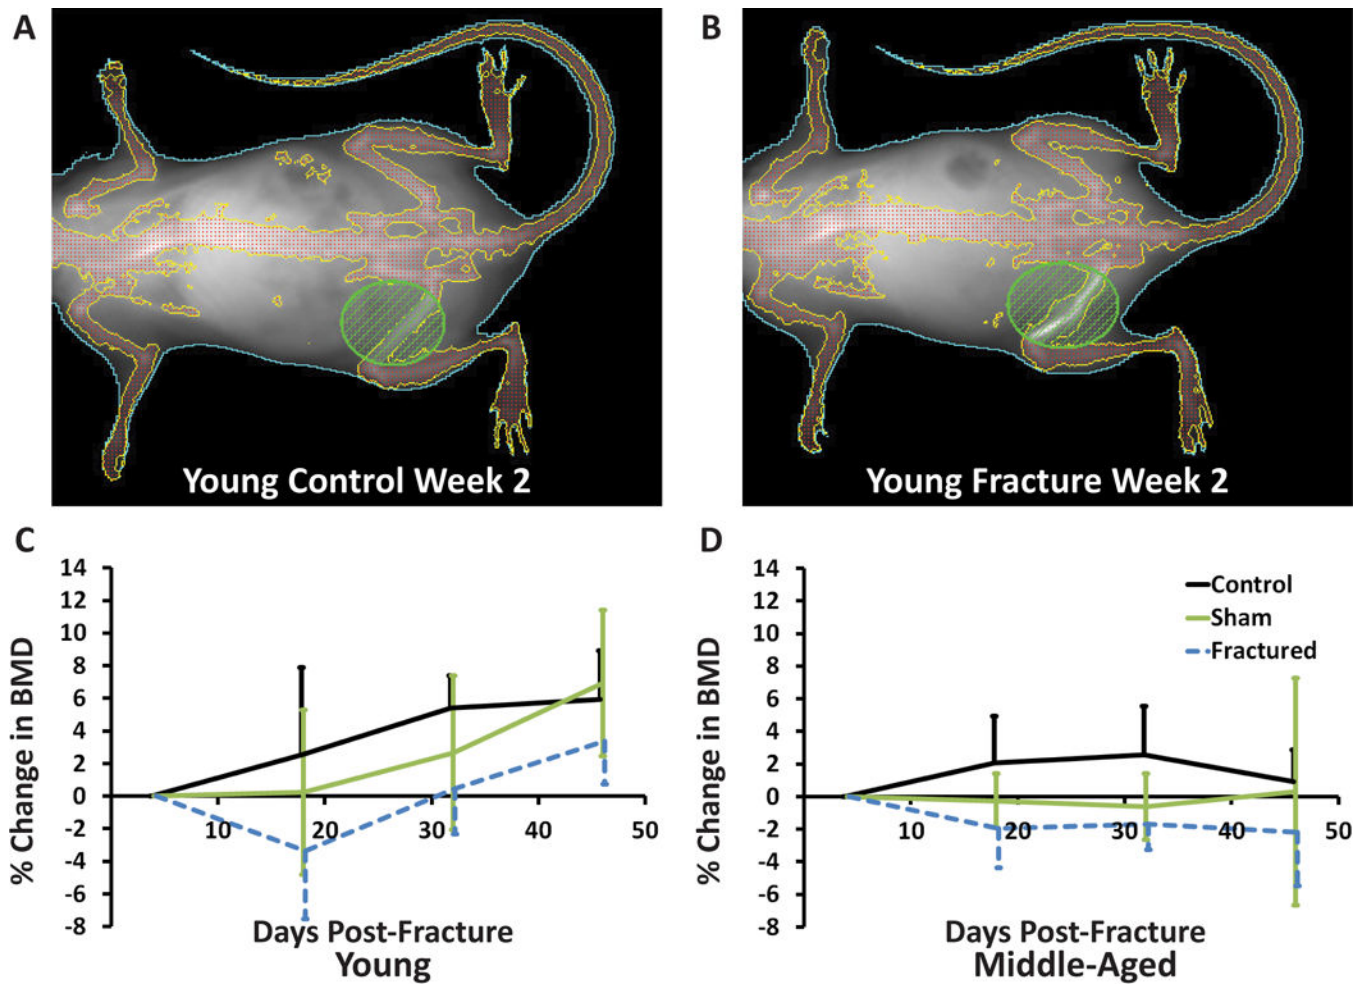 A
B
Young Control Week 2
Young Fracture Week 2
C
D
14
12
10
8
6
4
2
0
-2
-4
-6
-8
10
20
30
40
50
% Change in BMD
Days Post-Fracture
Young
14
12
10
8
6
4
2
0
-2
-4
-6
-8
10
20
30
40
50
% Change in BMD
Control
Sham
Fractured
Days Post-Fracture
Middle-Aged